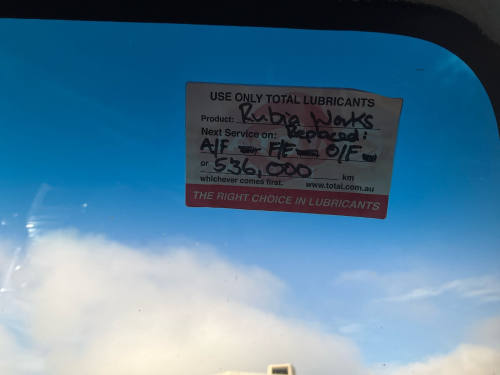 USE ONLY TOTAL LUBRICANTS
Product: Rubia Works
Next Service on: Replaced:
A/F F/F O/F
or 536,000 km
whichever comes first. www.total.com.au
THE RIGHT CHOICE IN LUBRICANTS